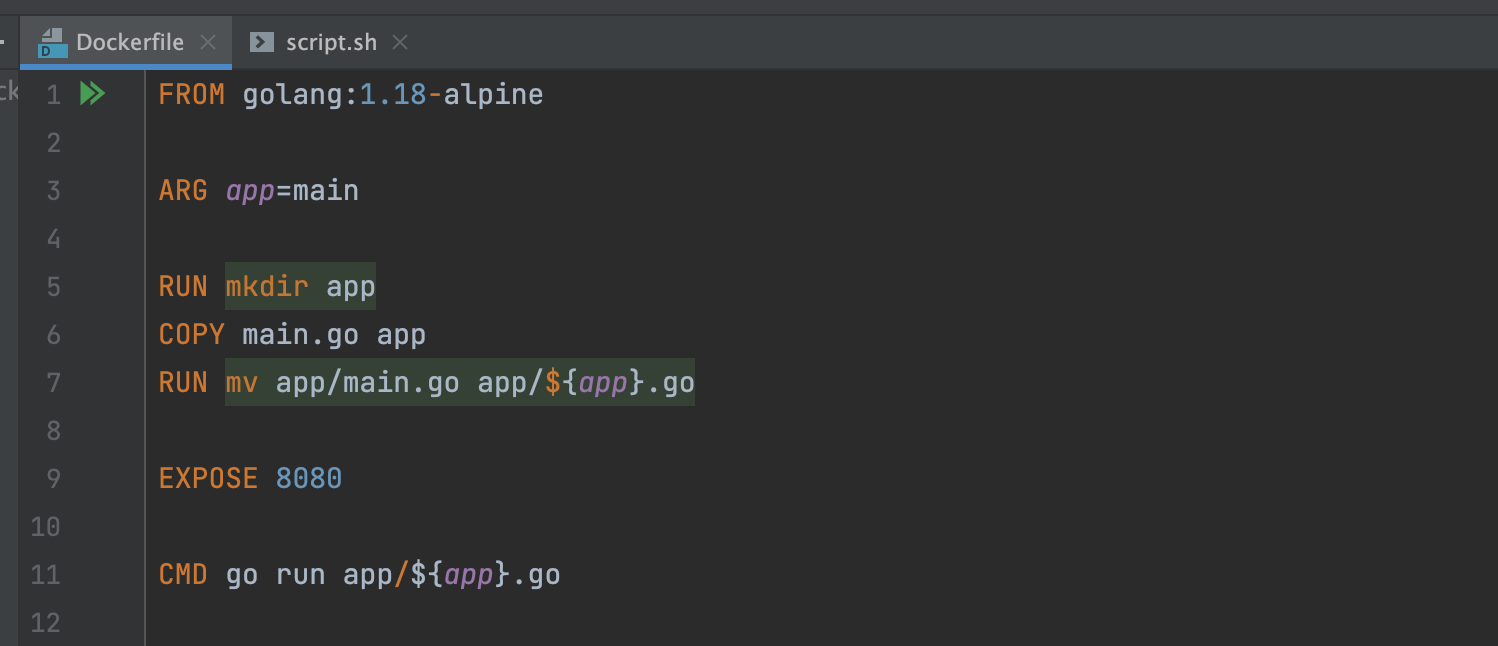 Dockerfile script.sh
1 FROM golang:1.18-alpine
2
3 ARG app=main
4
5 RUN mkdir app
6 COPY main.go app
7 RUN mv app/main.go app/${app}.go
8
9 EXPOSE 8080
10
11 CMD go run app/${app}.go
12